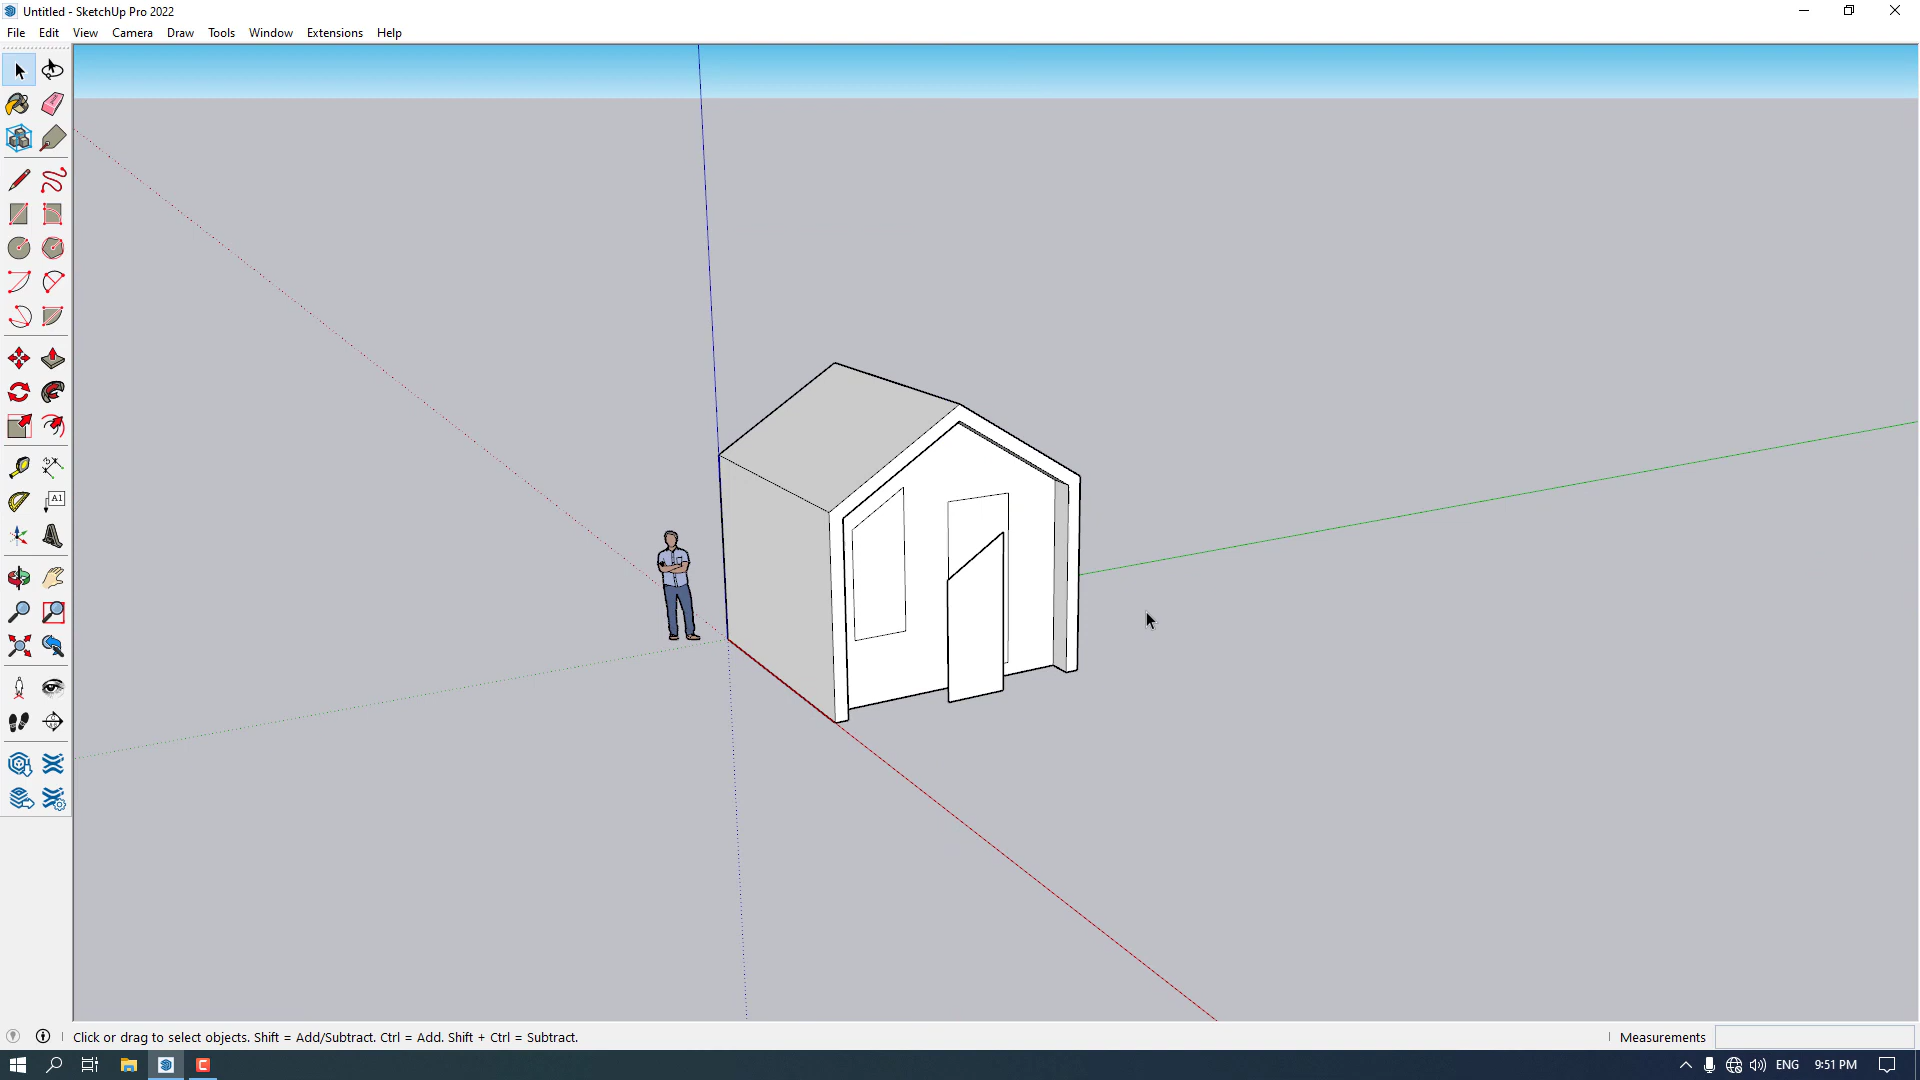 Untitled - SketchUp Pro 2022
File Edit View Camera Draw Tools Window Extensions Help
A1
Click or drag to select objects. Shift = Add/Subtract. Ctrl = Add. Shift + Ctrl = Subtract.
Measurements
C
ENG
9:51 PM